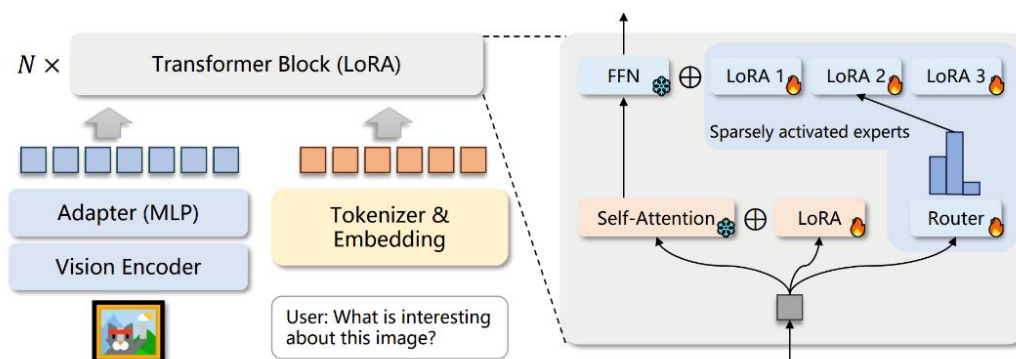 N ×
Transformer Block (LoRA)
Adapter (MLP)
Vision Encoder
Tokenizer &
Embedding
User: What is interesting
about this image?
FFN
LoRA 1
LoRA 2
LoRA 3
Sparsely activated experts
Self-Attention
LoRA
Router